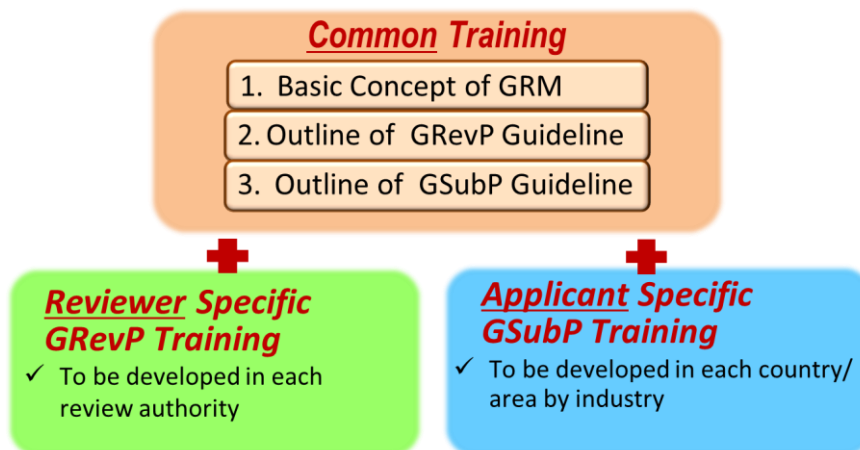 Common Training
1. Basic Concept of GRM
2. Outline of GRevP Guideline
3. Outline of GSubP Guideline
Reviewer Specific
GRevP Training
✓ To be developed in each
review authority
Applicant Specific
GSubP Training
✓ To be developed in each country/
area by industry